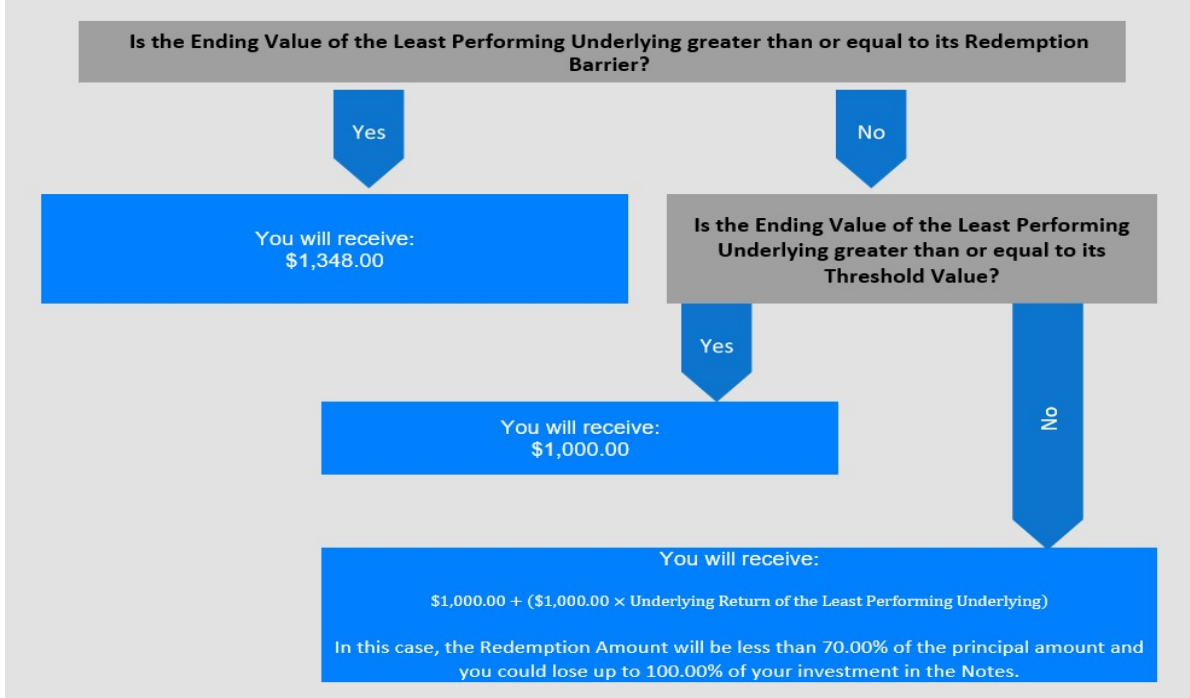 Is the Ending Value of the Least Performing Underlying greater than or equal to its Redemption
Barrier?
Yes
No
You will receive:
$1,348.00
Is the Ending Value of the Least Performing
Underlying greater than or equal to its
Threshold Value?
Yes
No
You will receive:
$1,000.00
You will receive:
$1,000.00 + ($1,000.00 × Underlying Return of the Least Performing Underlying)
In this case, the Redemption Amount will be less than 70.00% of the principal amount and
you could lose up to 100.00% of your investment in the Notes.